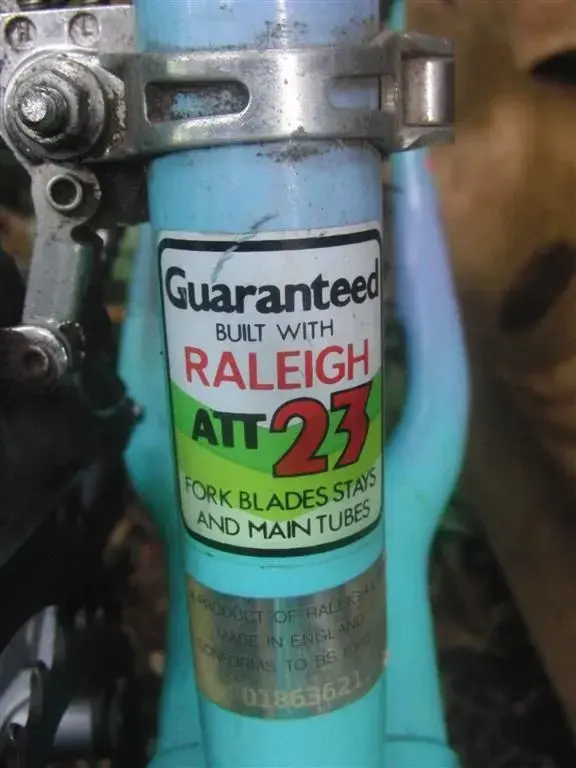 H L
Guaranteed
BUILT WITH
RALEIGH
ATT 23
FORK BLADES STAYS
AND MAIN TUBES
A PRODUCT OF RALEIGH
MADE IN ENGLAND
CONFORMS TO BS
01863621